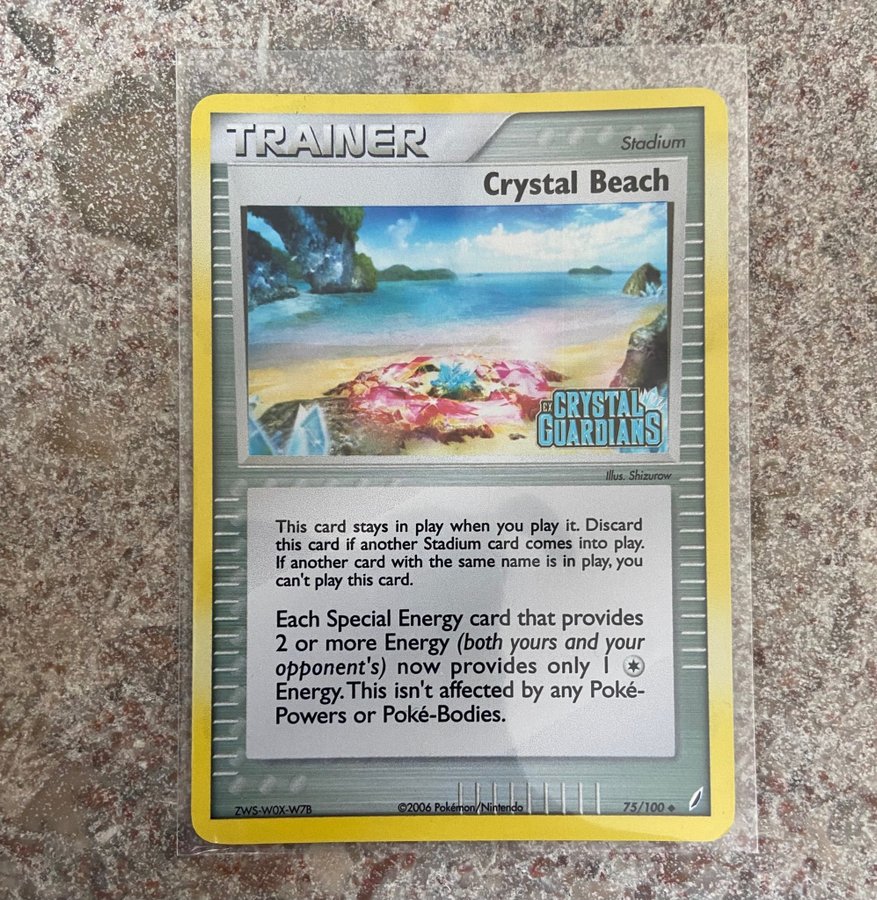 TRAINER
Stadium
Crystal Beach
EX
CRYSTAL
GUARDIANS
Illus. Shizurow
This card stays in play when you play it. Discard
this card if another Stadium card comes into play.
If another card with the same name is in play, you
can't play this card.
Each Special Energy card that provides
2 or more Energy (both yours and your
opponent's) now provides only 1
Energy. This isn't affected by any Poké-
Powers or Poké-Bodies.
ZWS-W0X-W7B
©2006 Pokémon/Nintendo
75/100